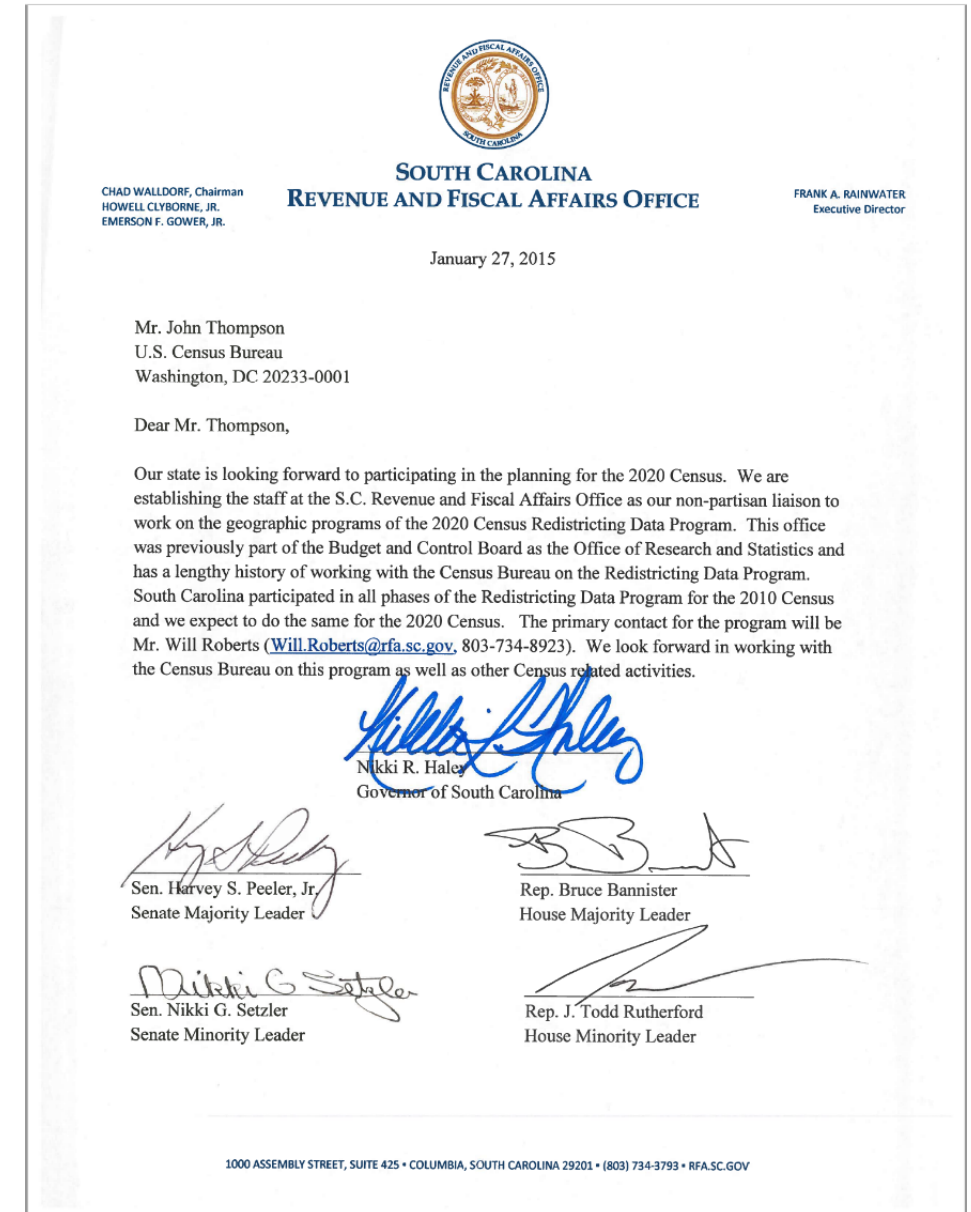 REVENUE AND FISCAL AFFAIRS OFFICE
SOUTH CAROLINA
SOUTH CAROLINA
REVENUE AND FISCAL AFFAIRS OFFICE
CHAD WALLDORF, Chairman
HOWELL CLYBORNE, JR.
EMERSON F. GOWER, JR.
FRANK A. RAINWATER
Executive Director
January 27, 2015
Mr. John Thompson
U.S. Census Bureau
Washington, DC 20233-0001
Dear Mr. Thompson,
Our state is looking forward to participating in the planning for the 2020 Census. We are
establishing the staff at the S.C. Revenue and Fiscal Affairs Office as our non-partisan liaison to
work on the geographic programs of the 2020 Census Redistricting Data Program. This office
was previously part of the Budget and Control Board as the Office of Research and Statistics and
has a lengthy history of working with the Census Bureau on the Redistricting Data Program.
South Carolina participated in all phases of the Redistricting Data Program for the 2010 Census
and we expect to do the same for the 2020 Census. The primary contact for the program will be
Mr. Will Roberts (Will.Roberts@rfa.sc.gov, 803-734-8923). We look forward in working with
the Census Bureau on this program as well as other Census related activities.
Nikki R. Haley
Governor of South Carolina
Sen. Harvey S. Peeler, Jr.
Senate Majority Leader
Rep. Bruce Bannister
House Majority Leader
Nikki G Setzler
Sen. Nikki G. Setzler
Senate Minority Leader
Rep. J. Todd Rutherford
House Minority Leader
1000 ASSEMBLY STREET, SUITE 425 • COLUMBIA, SOUTH CAROLINA 29201 • (803) 734-3793 • RFA.SC.GOV